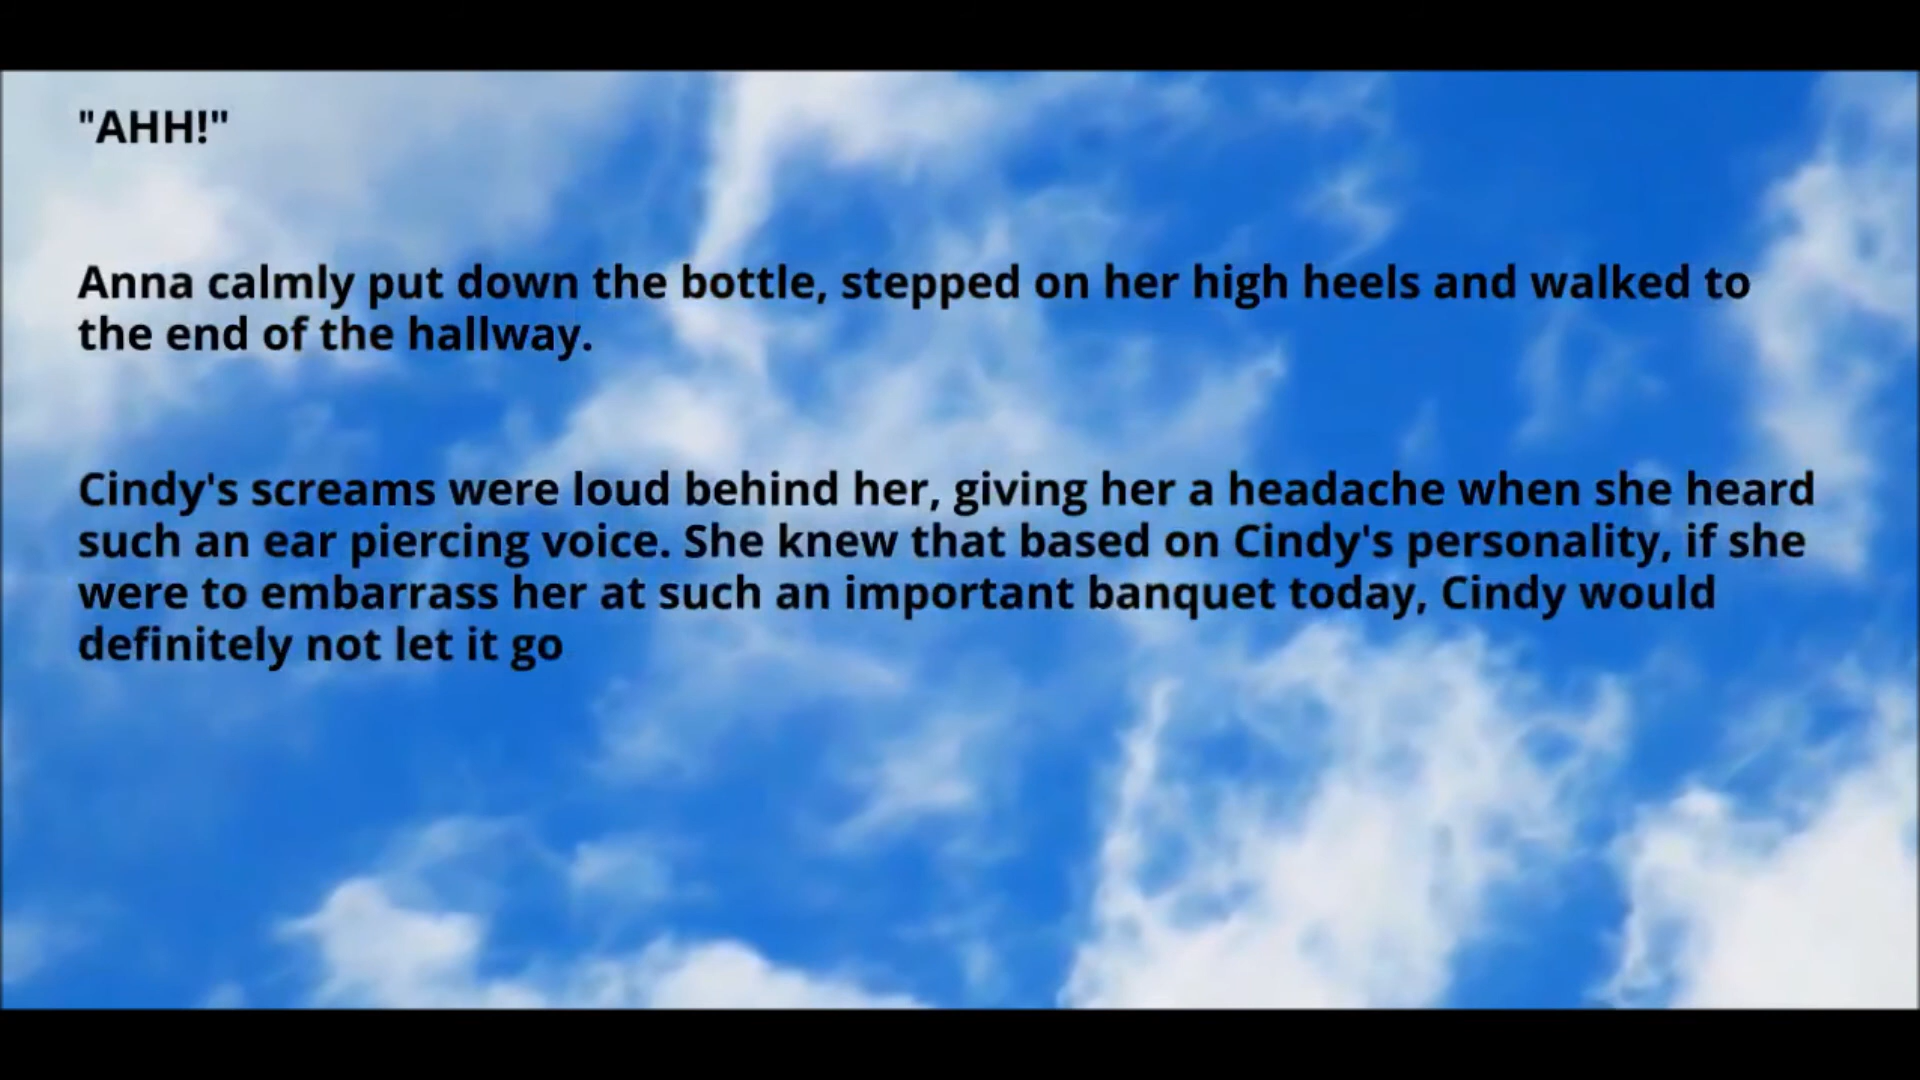 "AHH!"
Anna calmly put down the bottle, stepped on her high heels and walked to
the end of the hallway.
Cindy's screams were loud behind her, giving her a headache when she heard
such an ear piercing voice. She knew that based on Cindy's personality, if she
were to embarrass her at such an important banquet today, Cindy would
definitely not let it go